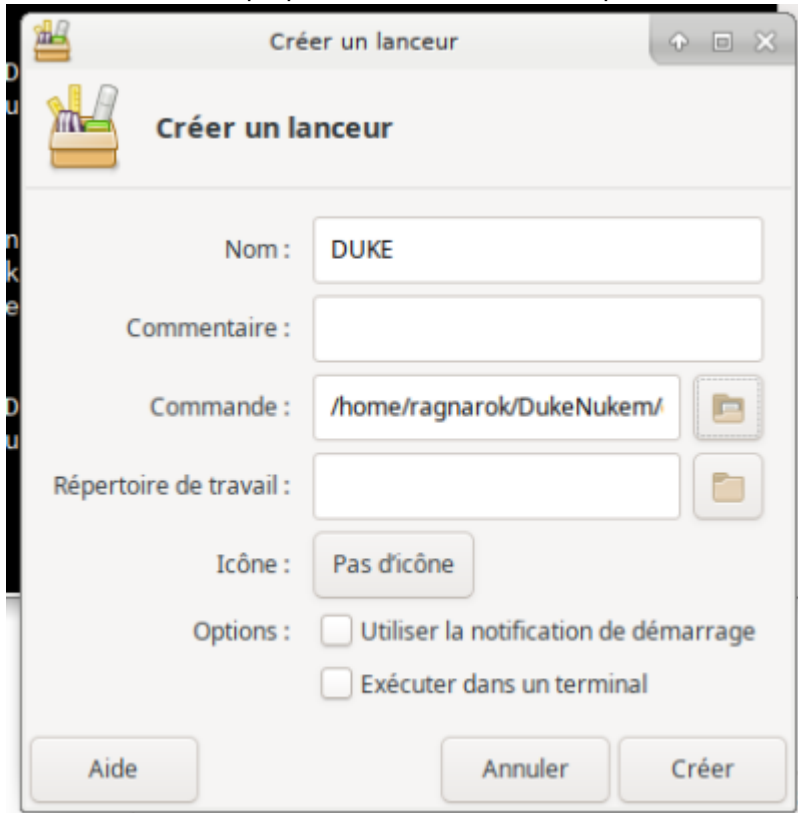 Créer un lanceur
Créer un lanceur
Nom : DUKE
Commentaire :
Commande : /home/ragnarok/DukeNukem/
Répertoire de travail :
Icône : Pas d'icône
Options : Utiliser la notification de démarrage
Exécuter dans un terminal
Aide Annuler Créer